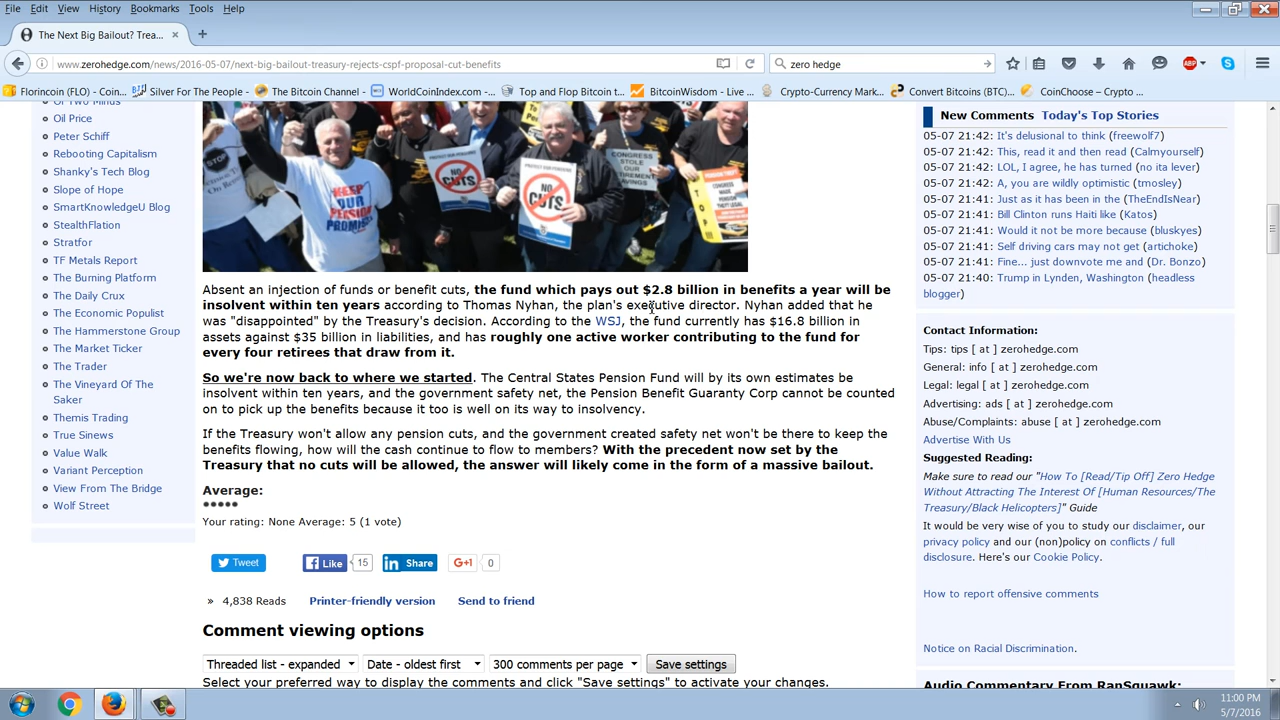 File Edit View History Bookmarks Tools Help
The Next Big Bailout? Trea...
www.zerohedge.com/news/2016-05-07/next-big-bailout-treasury-rejects-cspf-proposal-cut-benefits
zero hedge
Florincoin (FLO) - Coin... Silver For The People - ... The Bitcoin Channel - ... WorldCoinIndex.com -... Top and Flop Bitcoin t... BitcoinWisdom - Live ... Crypto-Currency Mark... Convert Bitcoins (BTC)... CoinChoose – Crypto ...
Of Two Minds
Oil Price
Peter Schiff
Rebooting Capitalism
Shanky's Tech Blog
Slope of Hope
SmartKnowledgeU Blog
StealthFlation
Stratfor
TF Metals Report
The Burning Platform
The Daily Crux
The Economic Populist
The Hammerstone Group
The Market Ticker
The Trader
The Vineyard Of The
Saker
Themis Trading
True Sinews
Value Walk
Variant Perception
View From The Bridge
Wolf Street
KEEP
OUR
PENSION
PROMISES
NO
CUTS
NO
CUTS
CONGRESS
STOLE
OUR
RETIREMENT
SAVINGS
Absent an injection of funds or benefit cuts, the fund which pays out $2.8 billion in benefits a year will be
insolvent within ten years according to Thomas Nyhan, the plan's executive director. Nyhan added that he
was "disappointed" by the Treasury's decision. According to the WSJ, the fund currently has $16.8 billion in
assets against $35 billion in liabilities, and has roughly one active worker contributing to the fund for
every four retirees that draw from it.
So we're now back to where we started. The Central States Pension Fund will by its own estimates be
insolvent within ten years, and the government safety net, the Pension Benefit Guaranty Corp cannot be counted
on to pick up the benefits because it too is well on its way to insolvency.
If the Treasury won't allow any pension cuts, and the government created safety net won't be there to keep the
benefits flowing, how will the cash continue to flow to members? With the precedent now set by the
Treasury that no cuts will be allowed, the answer will likely come in the form of a massive bailout.
Average:
Your rating: None Average: 5 (1 vote)
Tweet Like 15 Share G+1 0
» 4,838 Reads Printer-friendly version Send to friend
Comment viewing options
Threaded list - expanded Date - oldest first 300 comments per page Save settings
Select your preferred way to display the comments and click "Save settings" to activate your changes.
New Comments Today's Top Stories
05-07 21:42: It's delusional to think (freewolf7)
05-07 21:42: This, read it and then read (Calmyourself)
05-07 21:42: LOL, I agree, he has turned (no ita lever)
05-07 21:42: A, you are wildly optimistic (tmosley)
05-07 21:42: Just as it has been in the (TheEndIsNear)
05-07 21:42: Bill Clinton runs Haiti like (Katos)
05-07 21:42: Would it not be more because (bluskyes)
05-07 21:41: Self driving cars may not get (artichoke)
05-07 21:41: Fine... just downvote me and (Dr. Bonzo)
05-07 21:40: Trump in Lynden, Washington (headless
blogger)
Contact Information:
Tips: tips [ at ] zerohedge.com
General: info [ at ] zerohedge.com
Legal: legal [ at ] zerohedge.com
Advertising: ads [ at ] zerohedge.com
Abuse/Complaints: abuse [ at ] zerohedge.com
Advertise With Us
Suggested Reading:
Make sure to read our "How To [Read/Tip Off] Zero Hedge
Without Attracting The Interest Of [Human Resources/The
Treasury/Black Helicopters]" Guide
It would be very wise of you to study our disclaimer, our
privacy policy and our (non)policy on conflicts / full
disclosure. Here's our Cookie Policy.
How to report offensive comments
Notice on Racial Discrimination.
Audio Commentary From RanSquawk:
11:00 PM
5/7/2016